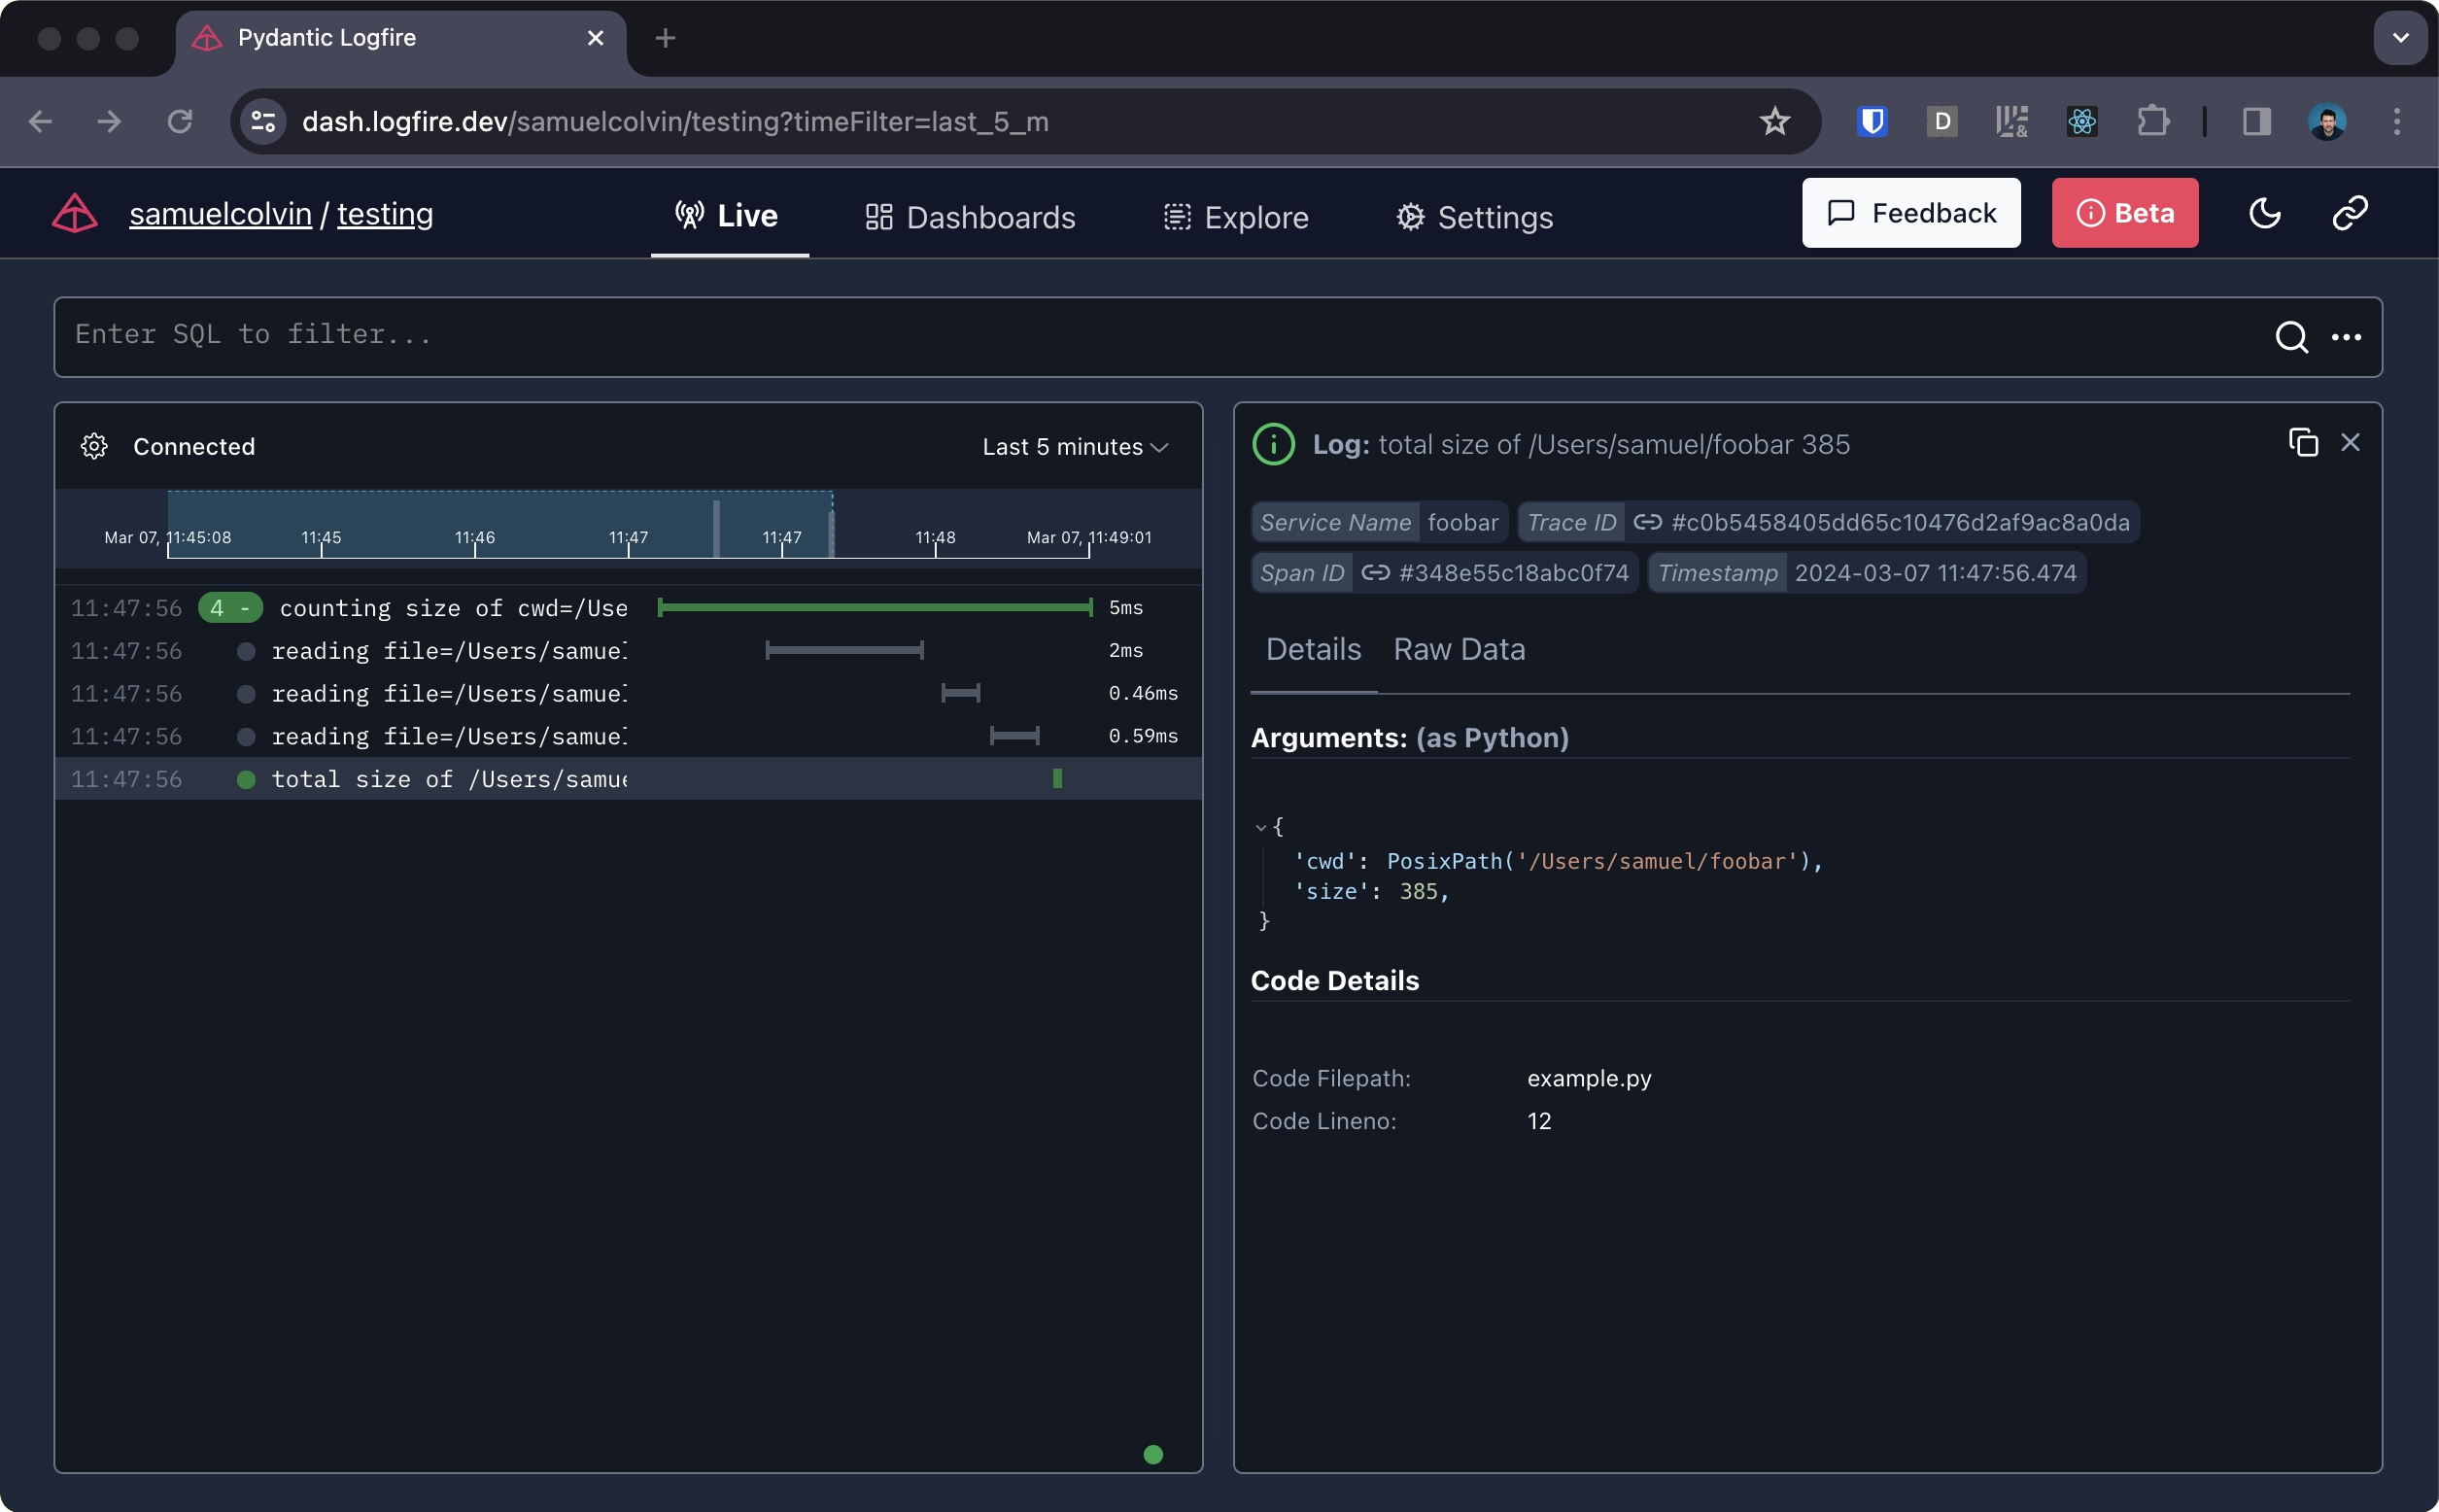 Pydantic Logfire
dash.logfire.dev/samuelcolvin/testing?timeFilter=last_5_m
D
&
samuelcolvin / testing
Live
Dashboards
Explore
Settings
Feedback
Beta
Enter SQL to filter...
Connected
Last 5 minutes
Mar 07, 11:45:08 11:45 11:46 11:47 11:47 11:48 Mar 07, 11:49:01
11:47:56 4 - counting size of cwd=/Use 5ms
11:47:56 reading file=/Users/samuel 2ms
11:47:56 reading file=/Users/samuel 0.46ms
11:47:56 reading file=/Users/samuel 0.59ms
11:47:56 total size of /Users/samue
Log: total size of /Users/samuel/foobar 385
Service Name foobar Trace ID #c0b5458405dd65c10476d2af9ac8a0da
Span ID #348e55c18abc0f74 Timestamp 2024-03-07 11:47:56.474
Details Raw Data
Arguments: (as Python)
{
'cwd': PosixPath('/Users/samuel/foobar'),
'size': 385,
}
Code Details
Code Filepath: example.py
Code Lineno: 12